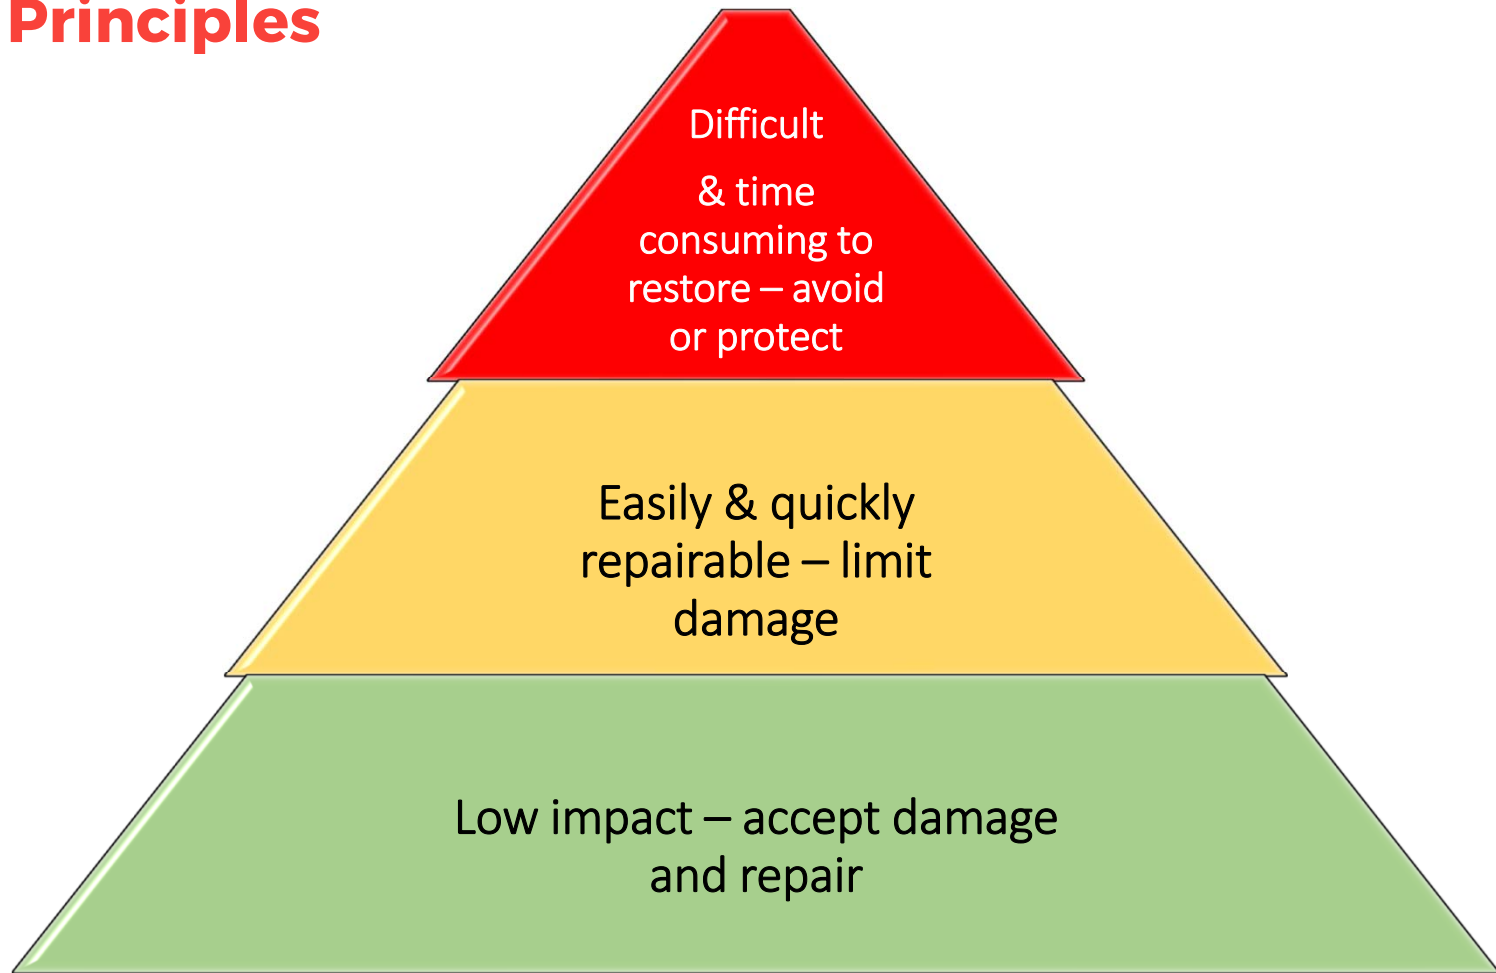 Principles
Difficult
& time
consuming to
restore – avoid
or protect
Easily & quickly
repairable – limit
damage
Low impact – accept damage
and repair